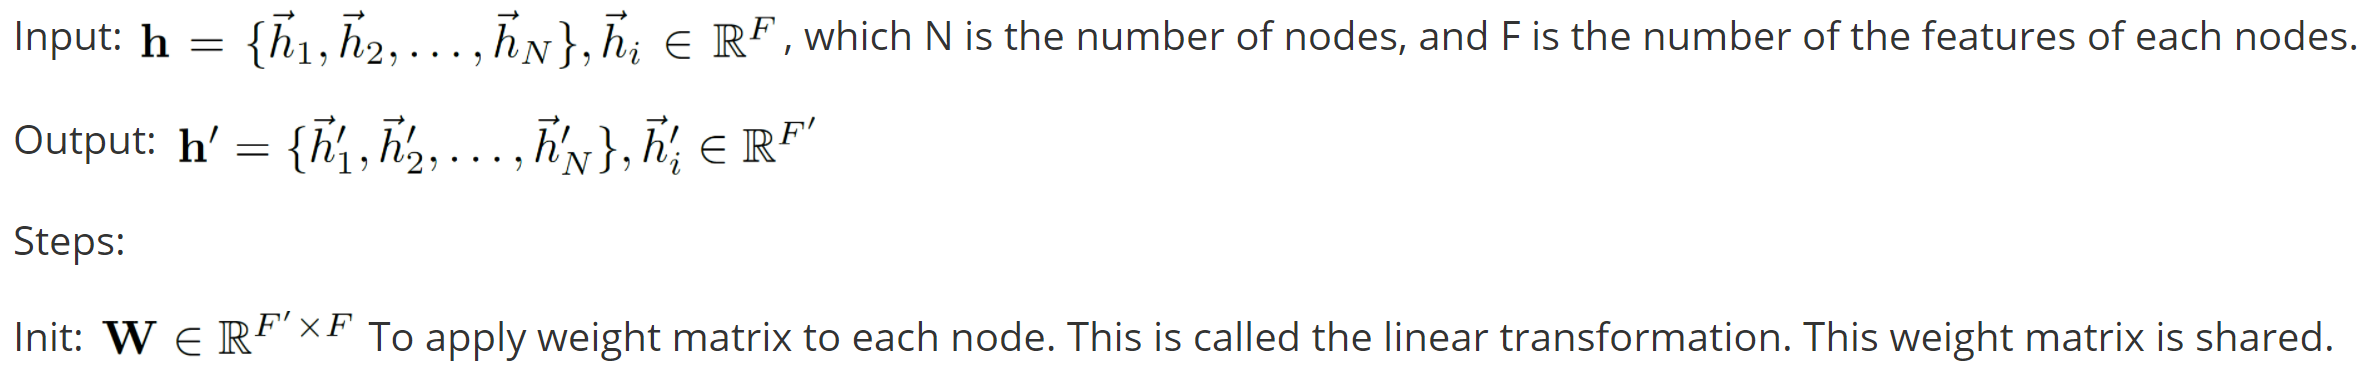 Input: $\mathbf{h} = \{\vec{h}_1, \vec{h}_2, \ldots, \vec{h}_N\}, \vec{h}_i \in \mathbb{R}^F$, which N is the number of nodes, and F is the number of the features of each nodes.
Output: $\mathbf{h}' = \{\vec{h}'_1, \vec{h}'_2, \ldots, \vec{h}'_N\}, \vec{h}'_i \in \mathbb{R}^{F'}$
Steps:
Init: $\mathbf{W} \in \mathbb{R}^{F' \times F}$ To apply weight matrix to each node. This is called the linear transformation. This weight matrix is shared.